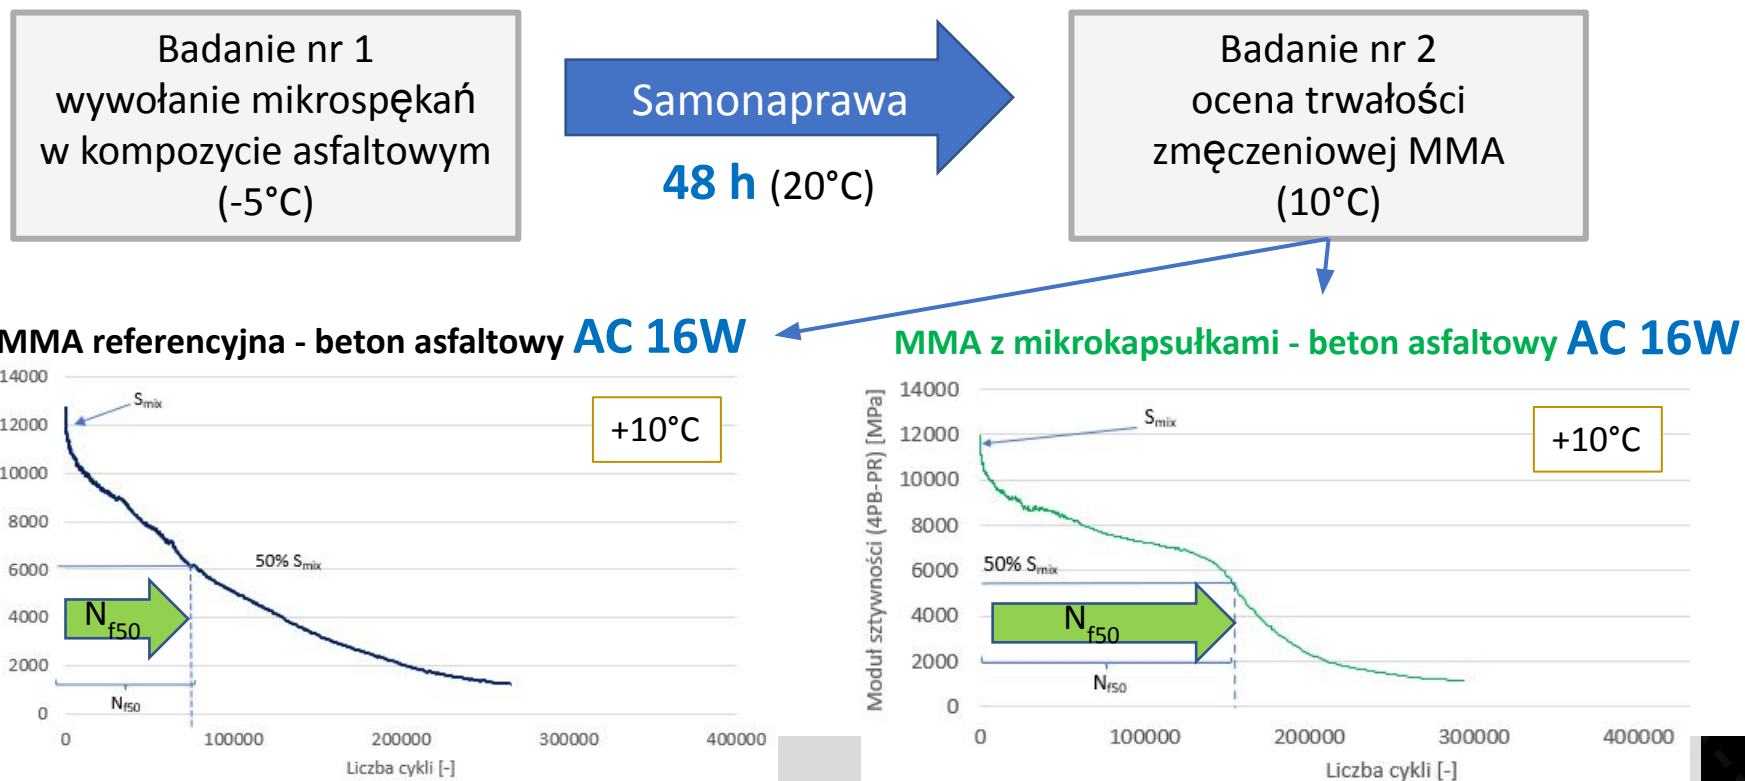 Badanie nr 1
wywołanie mikrospękań
w kompozycie asfaltowym
(-5°C)
Samonaprawa
48 h (20°C)
Badanie nr 2
ocena trwałości
zmęczeniowej MMA
(10°C)
MMA referencyjna - beton asfaltowy AC 16W
14000
12000
10000
8000
6000
4000
2000
0
Smix
+10°C
50% Smix
Nf50
Nf50
0 100000 200000 300000 400000
Liczba cykli [-]
MMA z mikrokapsułkami - beton asfaltowy AC 16W
Moduł sztywności (4PB-PR) [MPa]
14000
12000
10000
8000
6000
4000
2000
0
Smix
+10°C
50% Smix
Nf50
Nf50
0 100000 200000 300000 400000
Liczba cykli [-]